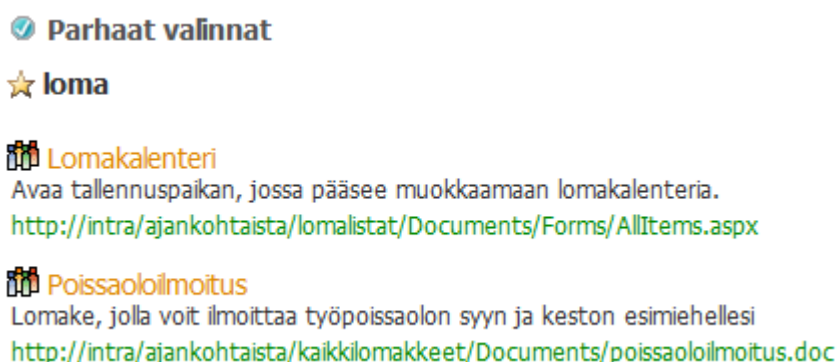 Parhaat valinnat
loma
Lomakalenteri
Avaa tallennuspaikan, jossa pääsee muokkaamaan lomakalenteria.
http://intra/ajankohtaista/lomalistat/Documents/Forms/AllItems.aspx
Poissaoloilmoitus
Lomake, jolla voit ilmoittaa työpoissaolon syyn ja keston esimiehellesi
http://intra/ajankohtaista/kaikkilomakkeet/Documents/poissaoloilmoitus.doc